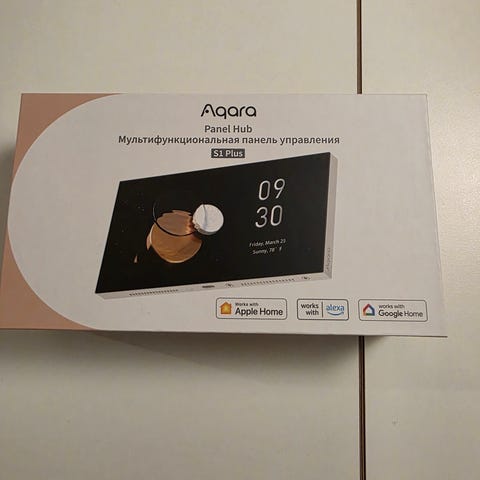 Aqara
Panel Hub
Мультифункциональная панель управления
S1 Plus
09
30
Friday, March 23
Sunny, 78° F
Aqara
Works with
Apple Home
works with
alexa
works with
Google Home